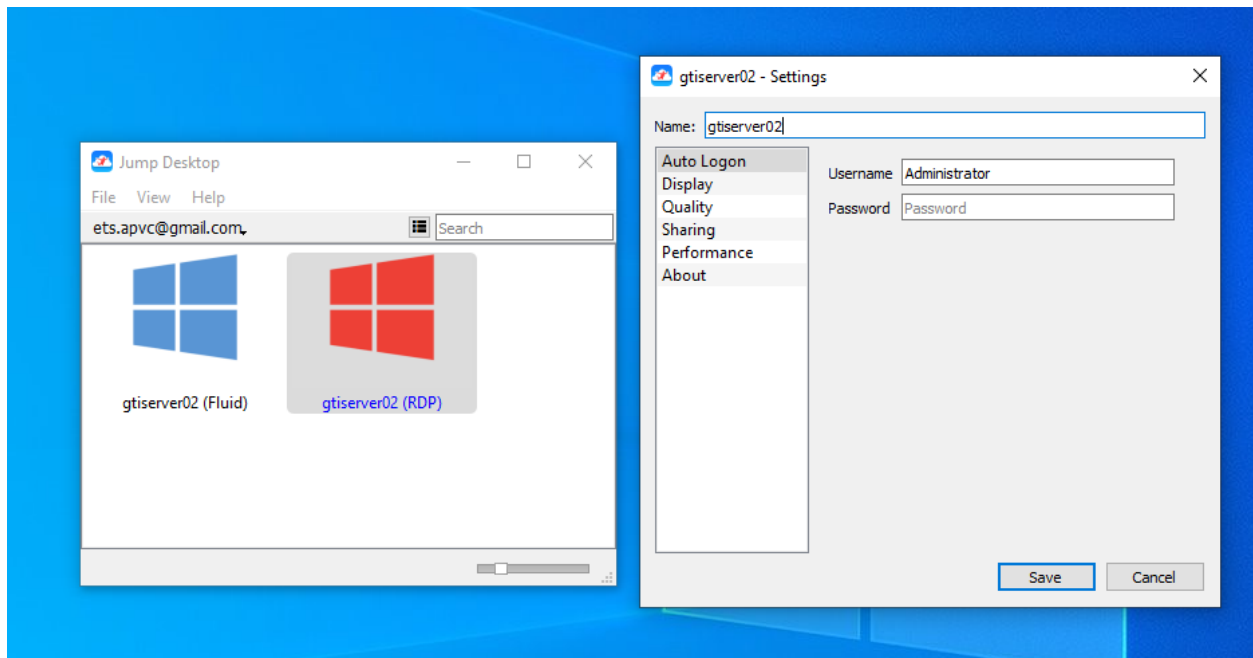 Jump Desktop
File View Help
ets.apvc@gmail.com
Search
gtiserver02 (Fluid)
gtiserver02 (RDP)
gtiserver02 - Settings
Name: gtiserver02
Auto Logon
Display
Quality
Sharing
Performance
About
Username Administrator
Password Password
Save Cancel